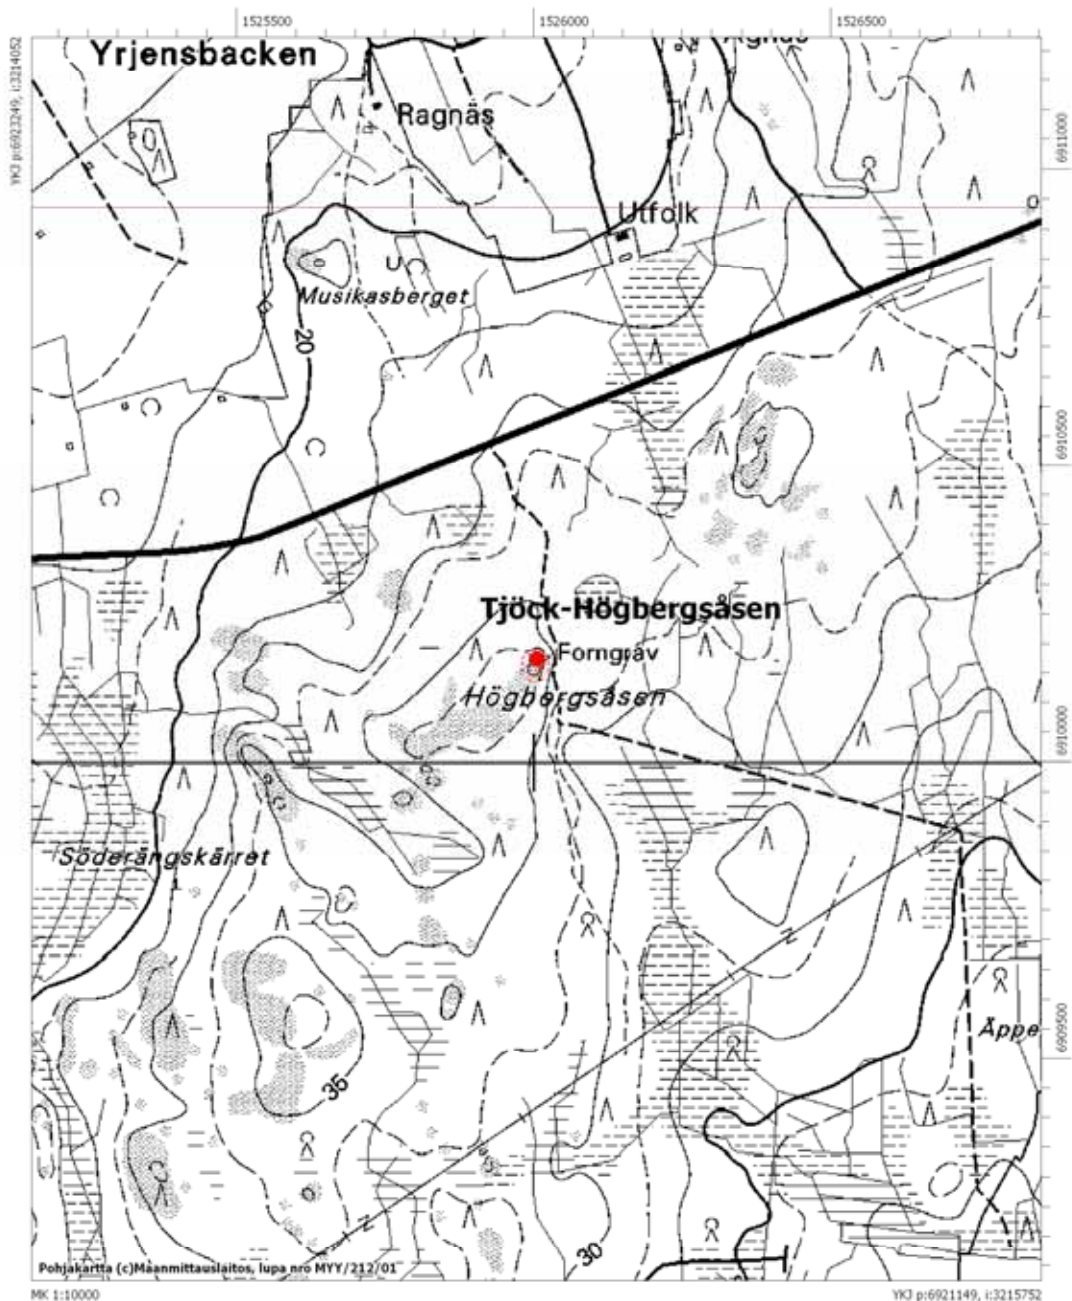 1525500
1526000
1526500
YKJ p:6923249, i:3214052
Yrjensbacken
Ragnäs
6911000
Utfolk
Musikasberget
20
6910500
Tjöck-Högbergsåsen
Forngrav
Högbergsåsen
6910000
Söderängskärret
6909500
Äppe
35
30
Pohjakartta (c)Maanmittauslaitos, lupa nro MYY/212/01
MK 1:10000
YKJ p:6921149, i:3215752